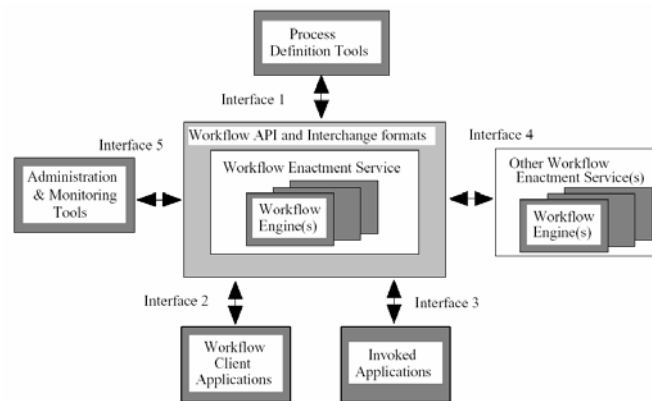 Process
Definition Tools
Interface 1
Workflow API and Interchange formats
Interface 5
Interface 4
Administration
& Monitoring
Tools
Workflow Enactment Service
Workflow
Engine(s)
Other Workflow
Enactment Service(s)
Workflow
Engine(s)
Interface 2
Interface 3
Workflow
Client
Applications
Invoked
Applications